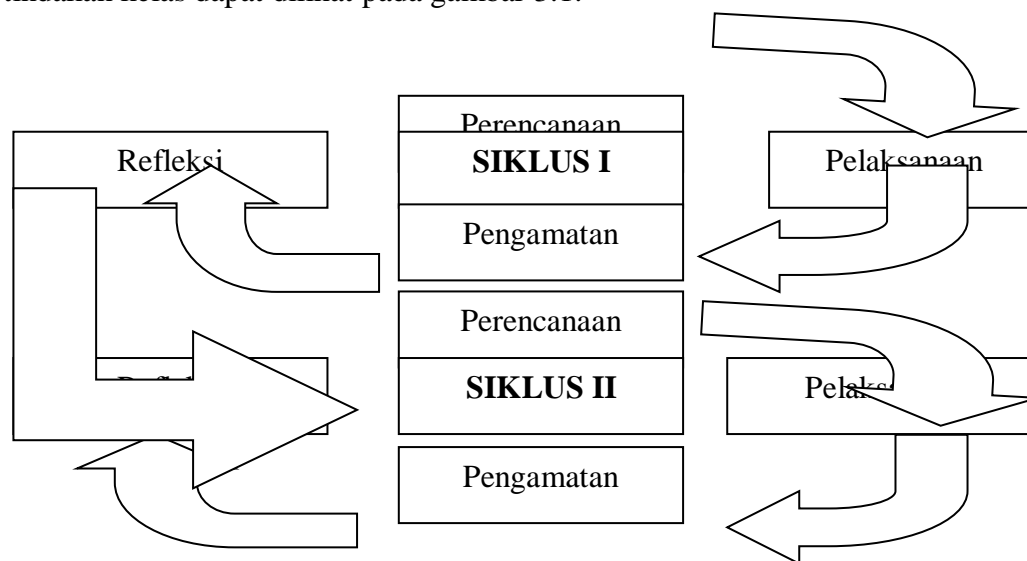 tindakan kelas dapat dilihat pada gambar 3.1.
Perencanaan
Refleksi
SIKLUS I
Pelaksanaan
Pengamatan
Perencanaan
SIKLUS II
Pengamatan